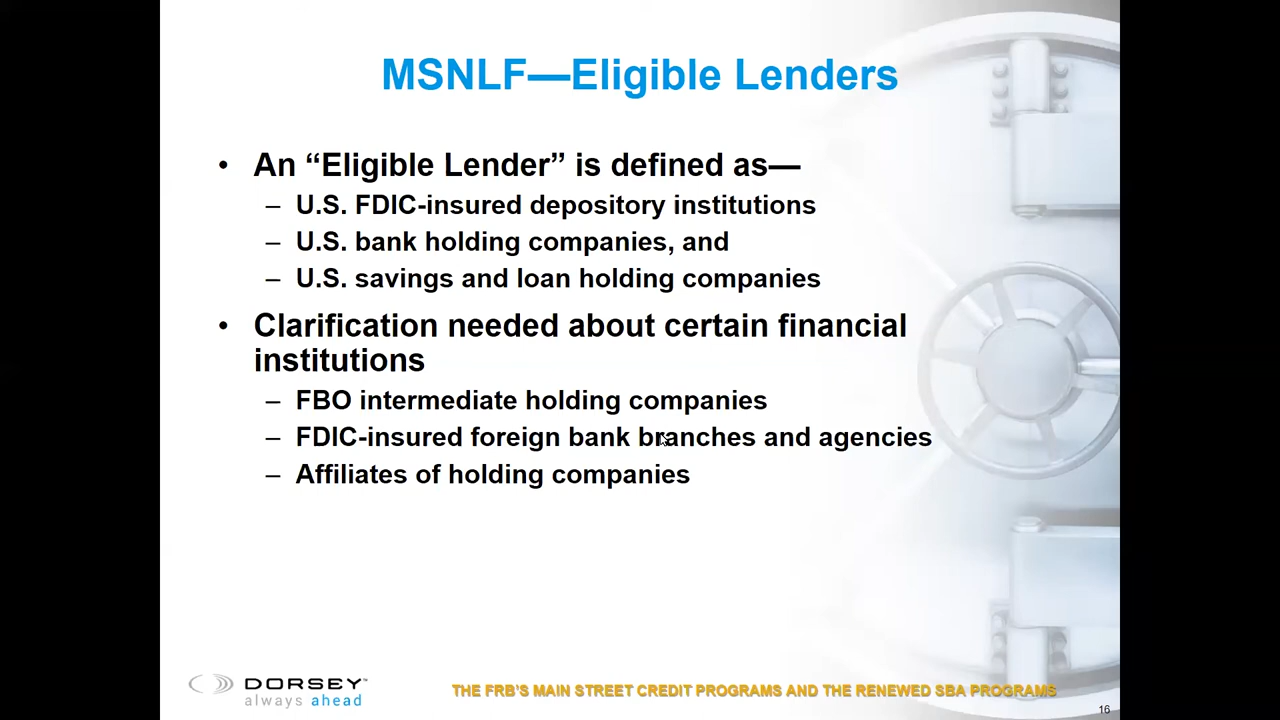 MSNLF—Eligible Lenders
• An “Eligible Lender” is defined as—
– U.S. FDIC-insured depository institutions
– U.S. bank holding companies, and
– U.S. savings and loan holding companies
• Clarification needed about certain financial
institutions
– FBO intermediate holding companies
– FDIC-insured foreign bank branches and agencies
– Affiliates of holding companies
DORSEY™
always ahead
THE FRB'S MAIN STREET CREDIT PROGRAMS AND THE RENEWED SBA PROGRAMS
16